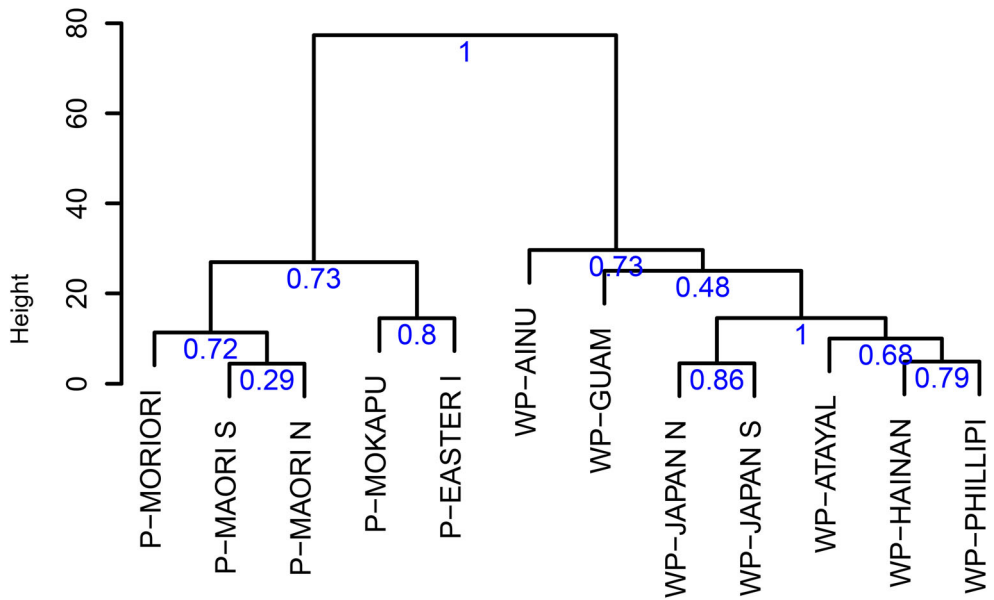 80
60
40
20
0
Height
1
0.73
0.73
0.48
0.72
0.29
0.8
1
0.86
0.68
0.79
P−MORIORI
P−MAORI S
P−MAORI N
P−MOKAPU
P−EASTER I
WP−AINU
WP−GUAM
WP−JAPAN N
WP−JAPAN S
WP−ATAYAL
WP−HAINAN
WP−PHILLIPI